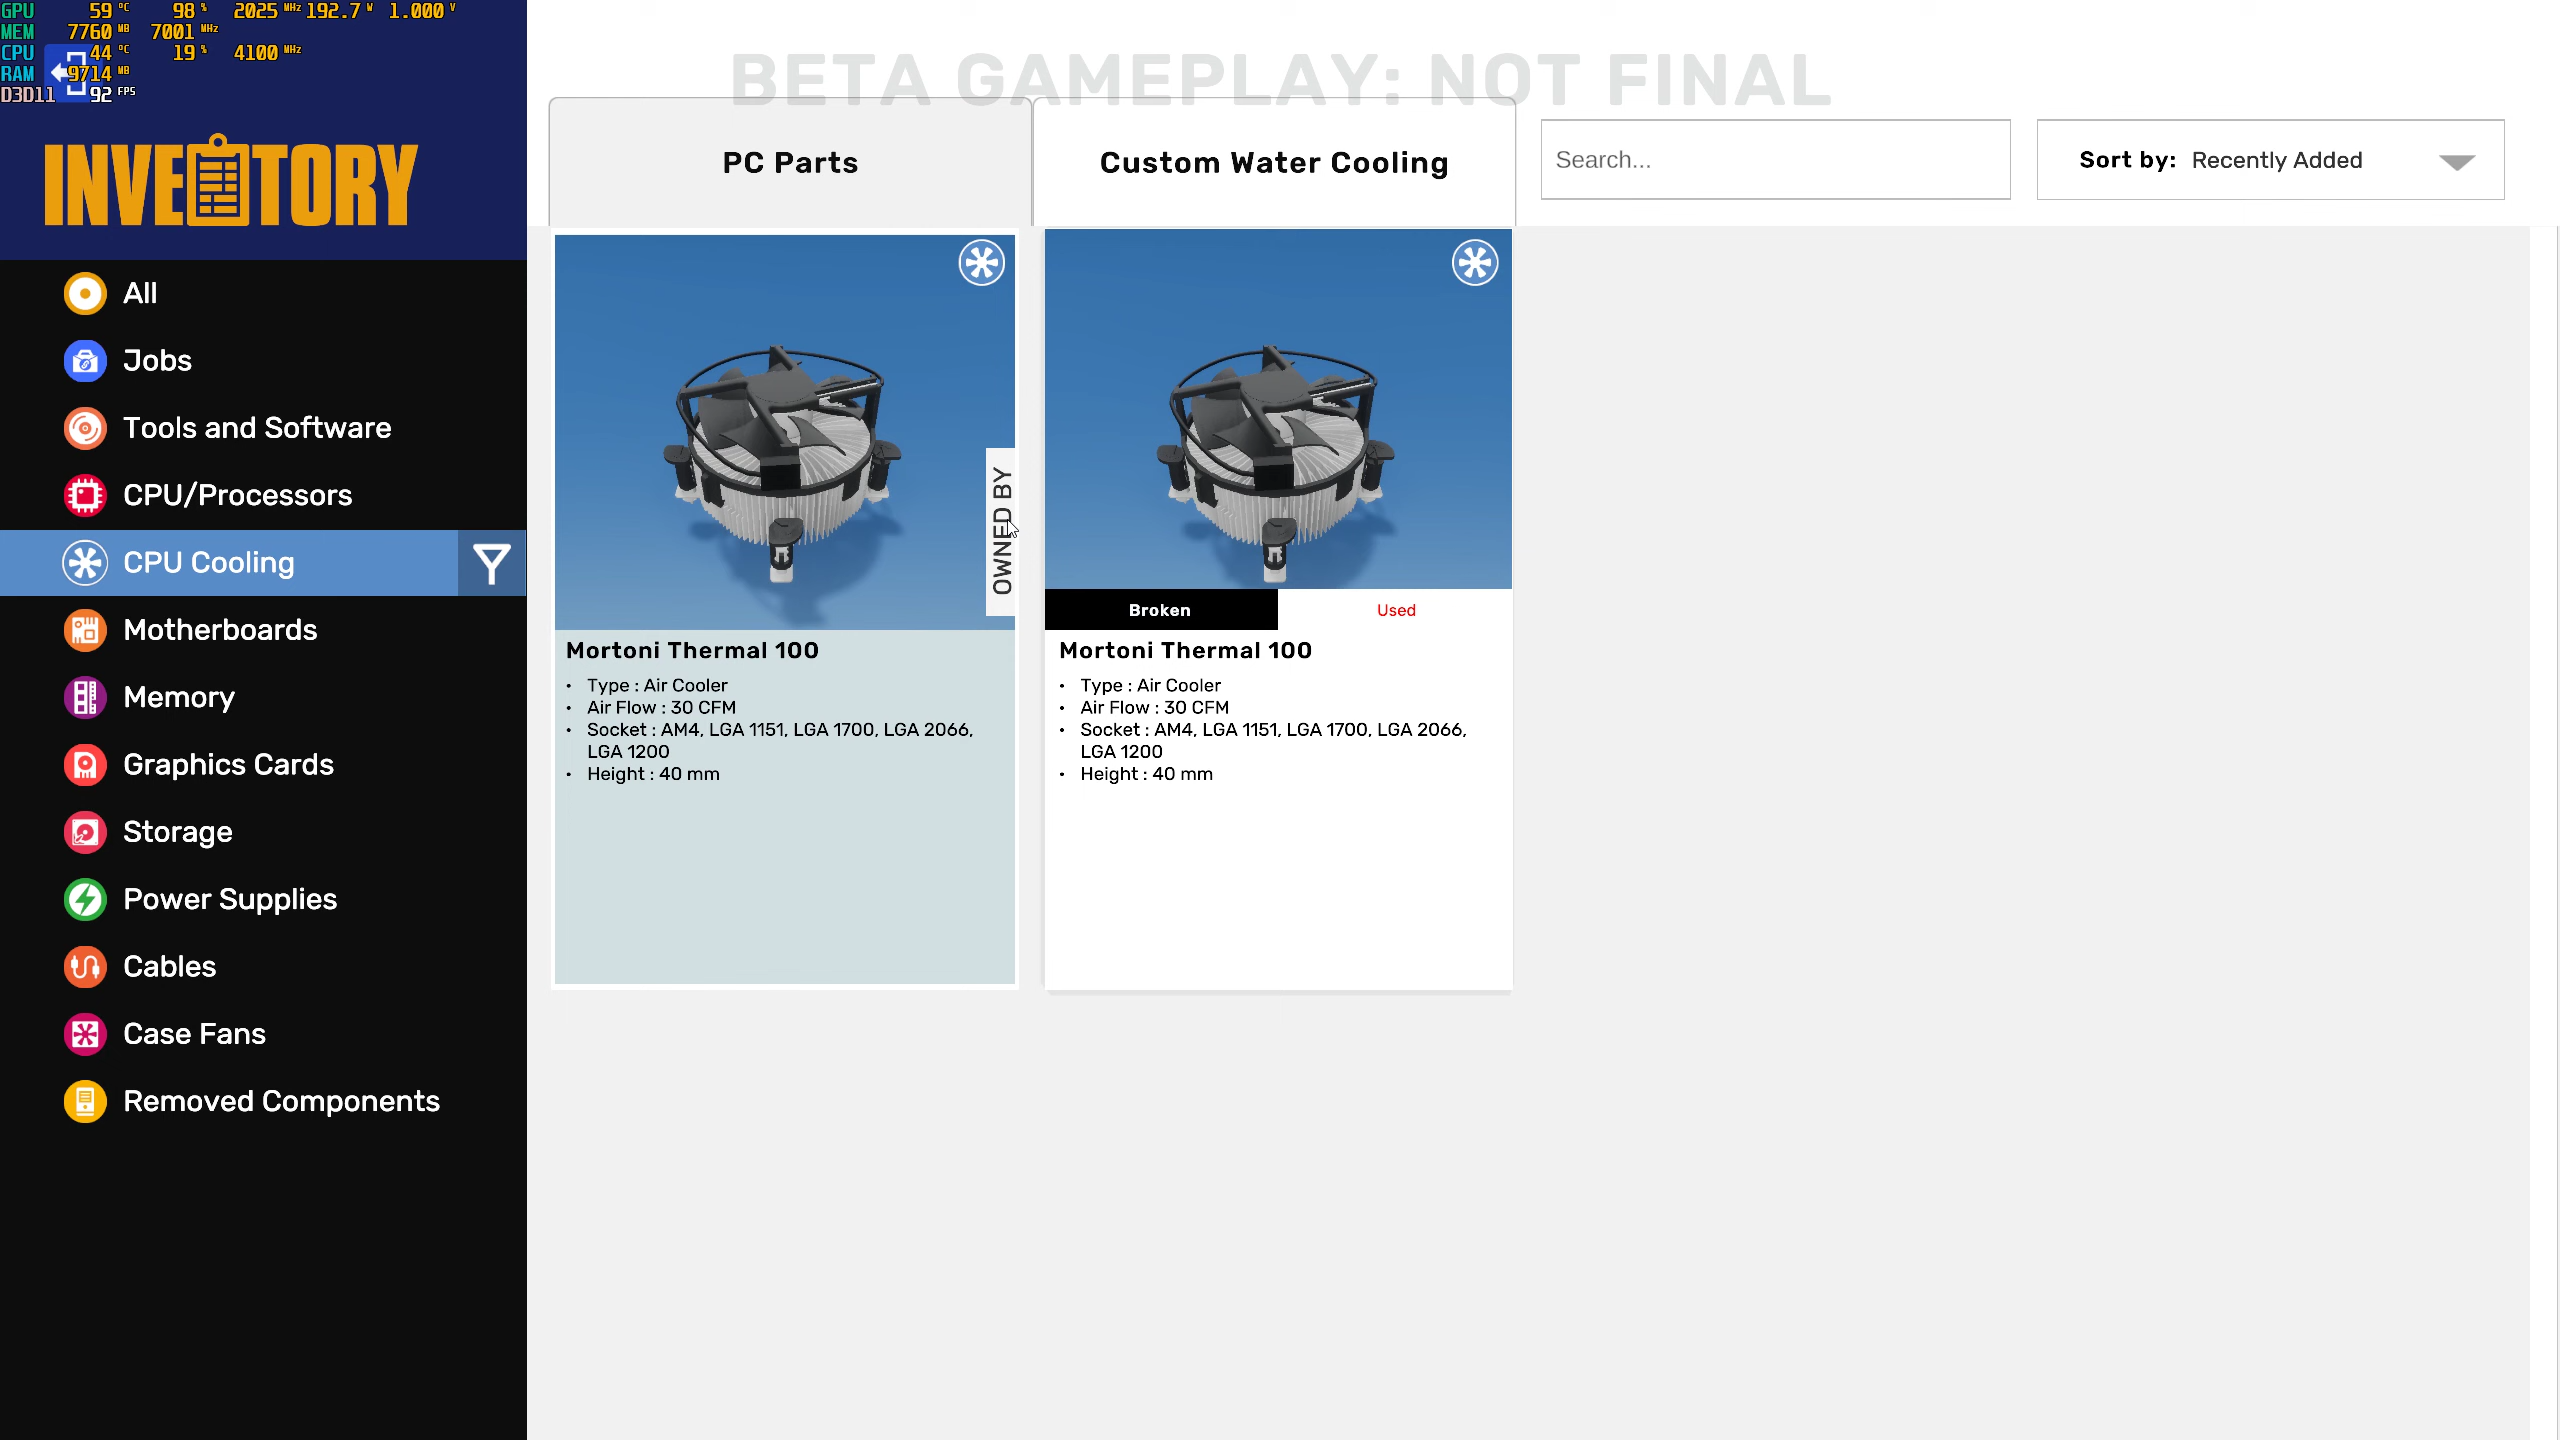 GPU 59 °C 98 % 2025 MHz 192.7 W 1.000 V
MEM 7760 MB 7001 MHz
CPU 44 °C 19 % 4100 MHz
RAM 9714 MB
D3D11 92 FPS
BETA GAMEPLAY: NOT FINAL
INVENTORY
PC Parts
Custom Water Cooling
Search...
Sort by: Recently Added
All
Jobs
Tools and Software
CPU/Processors
CPU Cooling
Motherboards
Memory
Graphics Cards
Storage
Power Supplies
Cables
Case Fans
Removed Components
OWNED BY
Mortoni Thermal 100
• Type : Air Cooler
• Air Flow : 30 CFM
• Socket : AM4, LGA 1151, LGA 1700, LGA 2066,
LGA 1200
• Height : 40 mm
Broken
Used
Mortoni Thermal 100
• Type : Air Cooler
• Air Flow : 30 CFM
• Socket : AM4, LGA 1151, LGA 1700, LGA 2066,
LGA 1200
• Height : 40 mm